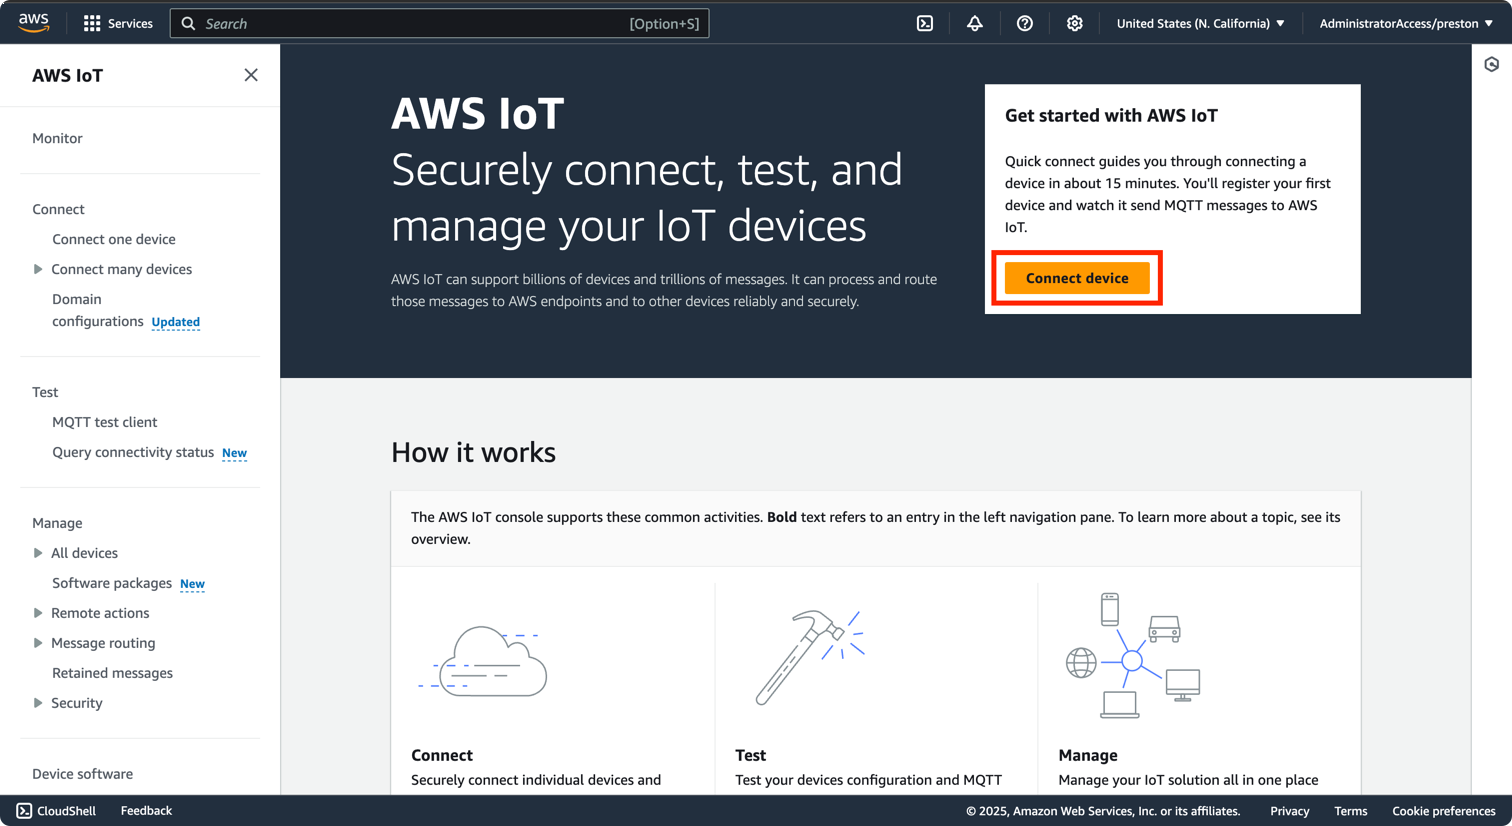 aws
Services
Search
[Option+S]
United States (N. California)
AdministratorAccess/preston
AWS IoT
Monitor
Connect
Connect one device
Connect many devices
Domain
configurations Updated
Test
MQTT test client
Query connectivity status New
Manage
All devices
Software packages New
Remote actions
Message routing
Retained messages
Security
Device software
AWS IoT
Securely connect, test, and
manage your IoT devices
AWS IoT can support billions of devices and trillions of messages. It can process and route
those messages to AWS endpoints and to other devices reliably and securely.
Get started with AWS IoT
Quick connect guides you through connecting a
device in about 15 minutes. You'll register your first
device and watch it send MQTT messages to AWS
IoT.
Connect device
How it works
The AWS IoT console supports these common activities. Bold text refers to an entry in the left navigation pane. To learn more about a topic, see its
overview.
Connect
Securely connect individual devices and
Test
Test your devices configuration and MQTT
Manage
Manage your IoT solution all in one place
CloudShell
Feedback
© 2025, Amazon Web Services, Inc. or its affiliates.
Privacy
Terms
Cookie preferences